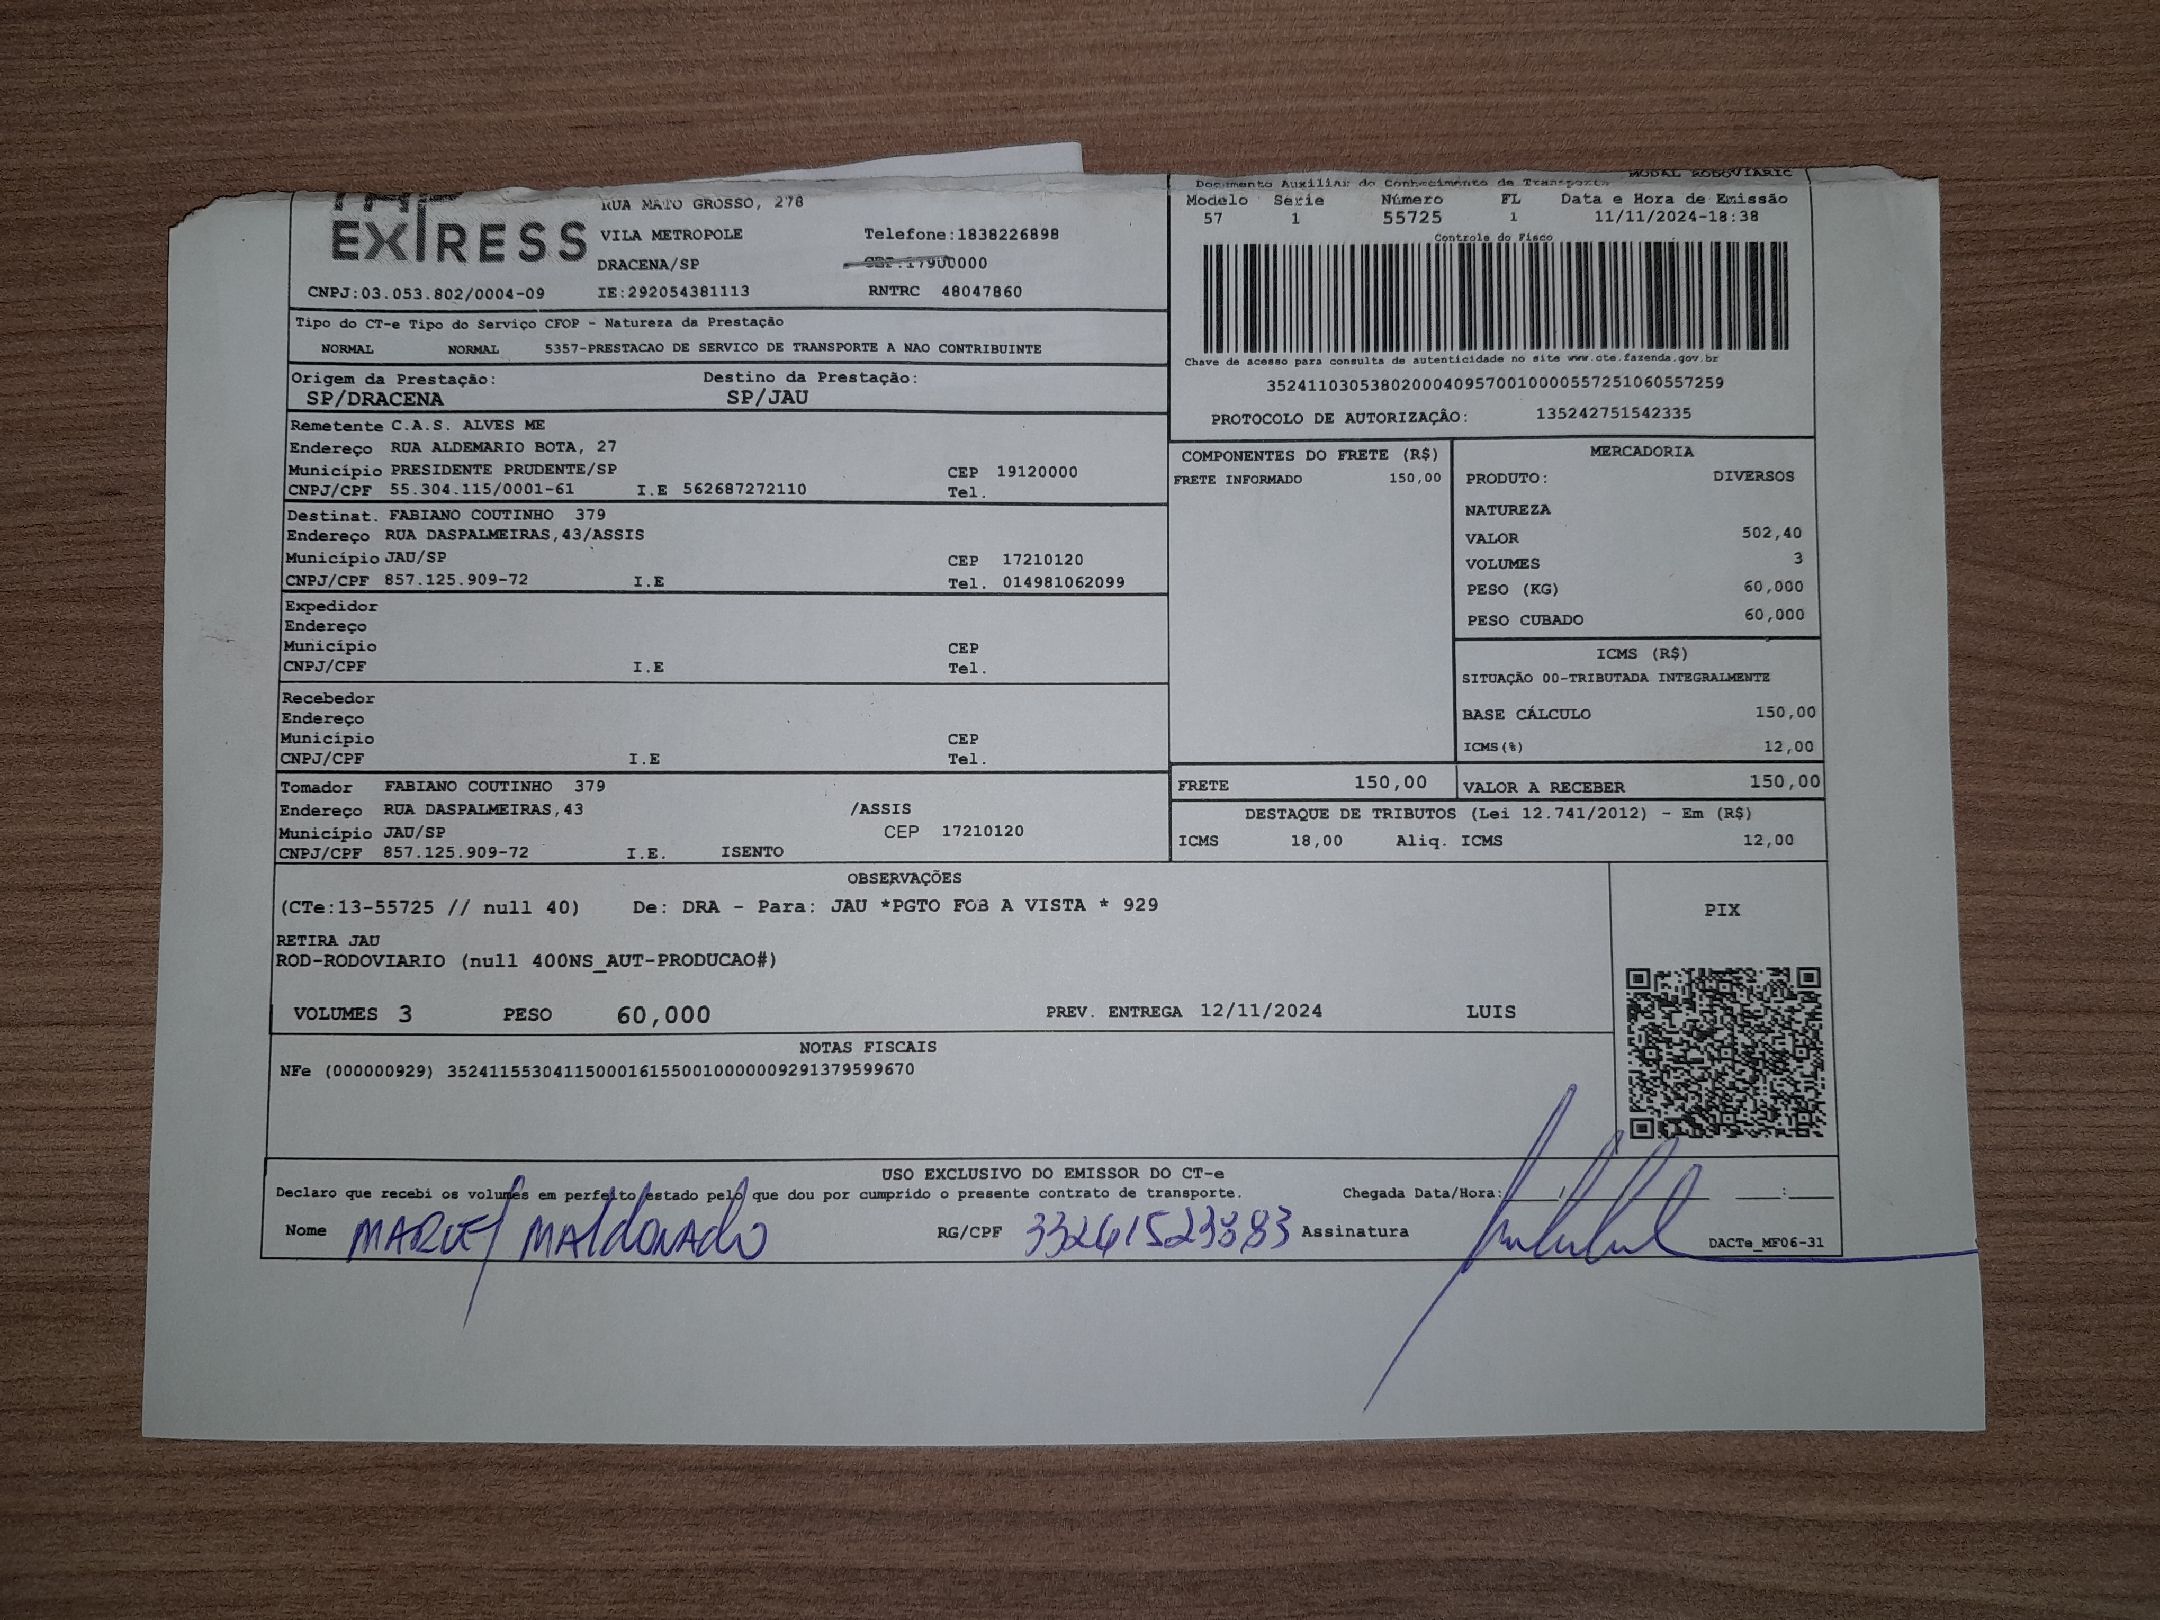 EXPRESS
RUA MATO GROSSO, 278
VILA METROPOLE Telefone:1838226898
DRACENA/SP CEP.17900000
CNPJ:03.053.802/0004-09 IE:292054381113 RNTRC 48047860
Tipo do CT-e Tipo do Serviço CFOP - Natureza da Prestação
NORMAL NORMAL 5357-PRESTACAO DE SERVICO DE TRANSPORTE A NAO CONTRIBUINTE
Origem da Prestação: Destino da Prestação:
SP/DRACENA SP/JAU
Remetente C.A.S. ALVES ME
Endereço RUA ALDEMARIO BOTA, 27
Município PRESIDENTE PRUDENTE/SP CEP 19120000
CNPJ/CPF 55.304.115/0001-61 I.E 562687272110 Tel.
Destinat. FABIANO COUTINHO 379
Endereço RUA DASPALMEIRAS,43/ASSIS
Município JAU/SP CEP 17210120
CNPJ/CPF 857.125.909-72 I.E Tel. 014981062099
Expedidor
Endereço
Município CEP
CNPJ/CPF I.E Tel.
Recebedor
Endereço
Município CEP
CNPJ/CPF I.E Tel.
Tomador FABIANO COUTINHO 379
Endereço RUA DASPALMEIRAS,43 /ASSIS
Município JAU/SP CEP 17210120
CNPJ/CPF 857.125.909-72 I.E. ISENTO
MODAL RODOVIARIO
Documento Auxiliar do Conhecimento de Transporte
Modelo Série Número FL Data e Hora de Emissão
57 1 55725 1 11/11/2024-18:38
Controle do Fisco
Chave de acesso para consulta de autenticidade no site www.cte.fazenda.gov.br
35241103053802000409570010000557251060557259
PROTOCOLO DE AUTORIZAÇÂO: 135242751542335
COMPONENTES DO FRETE (R$)
FRETE INFORMADO 150,00
MERCADORIA
PRODUTO: DIVERSOS
NATUREZA
VALOR 502,40
VOLUMES 3
PESO (KG) 60,000
PESO CUBADO 60,000
ICMS (R$)
SITUAÇÃO 00-TRIBUTADA INTEGRALMENTE
BASE CÁLCULO 150,00
ICMS(%) 12,00
FRETE 150,00 VALOR A RECEBER 150,00
DESTAQUE DE TRIBUTOS (Lei 12.741/2012) - Em (R$)
ICMS 18,00 Aliq. ICMS 12,00
OBSERVAÇÕES
(CTe:13-55725 // null 40) De: DRA - Para: JAU *PGTO FOB A VISTA * 929
RETIRA JAU
ROD-RODOVIARIO (null 400NS_AUT-PRODUCAO#)
VOLUMES 3 PESO 60,000 PREV. ENTREGA 12/11/2024 LUIS
PIX
NOTAS FISCAIS
NFe (000000929) 35241155304115000161550010000009291379599670
USO EXCLUSIVO DO EMISSOR DO CT-e
Declaro que recebi os volumes em perfeito estado pelo que dou por cumprido o presente contrato de transporte. Chegada Data/Hora:
Nome MARCEL MALDONADO RG/CPF 33261523883 Assinatura
DACTe_MF06-31